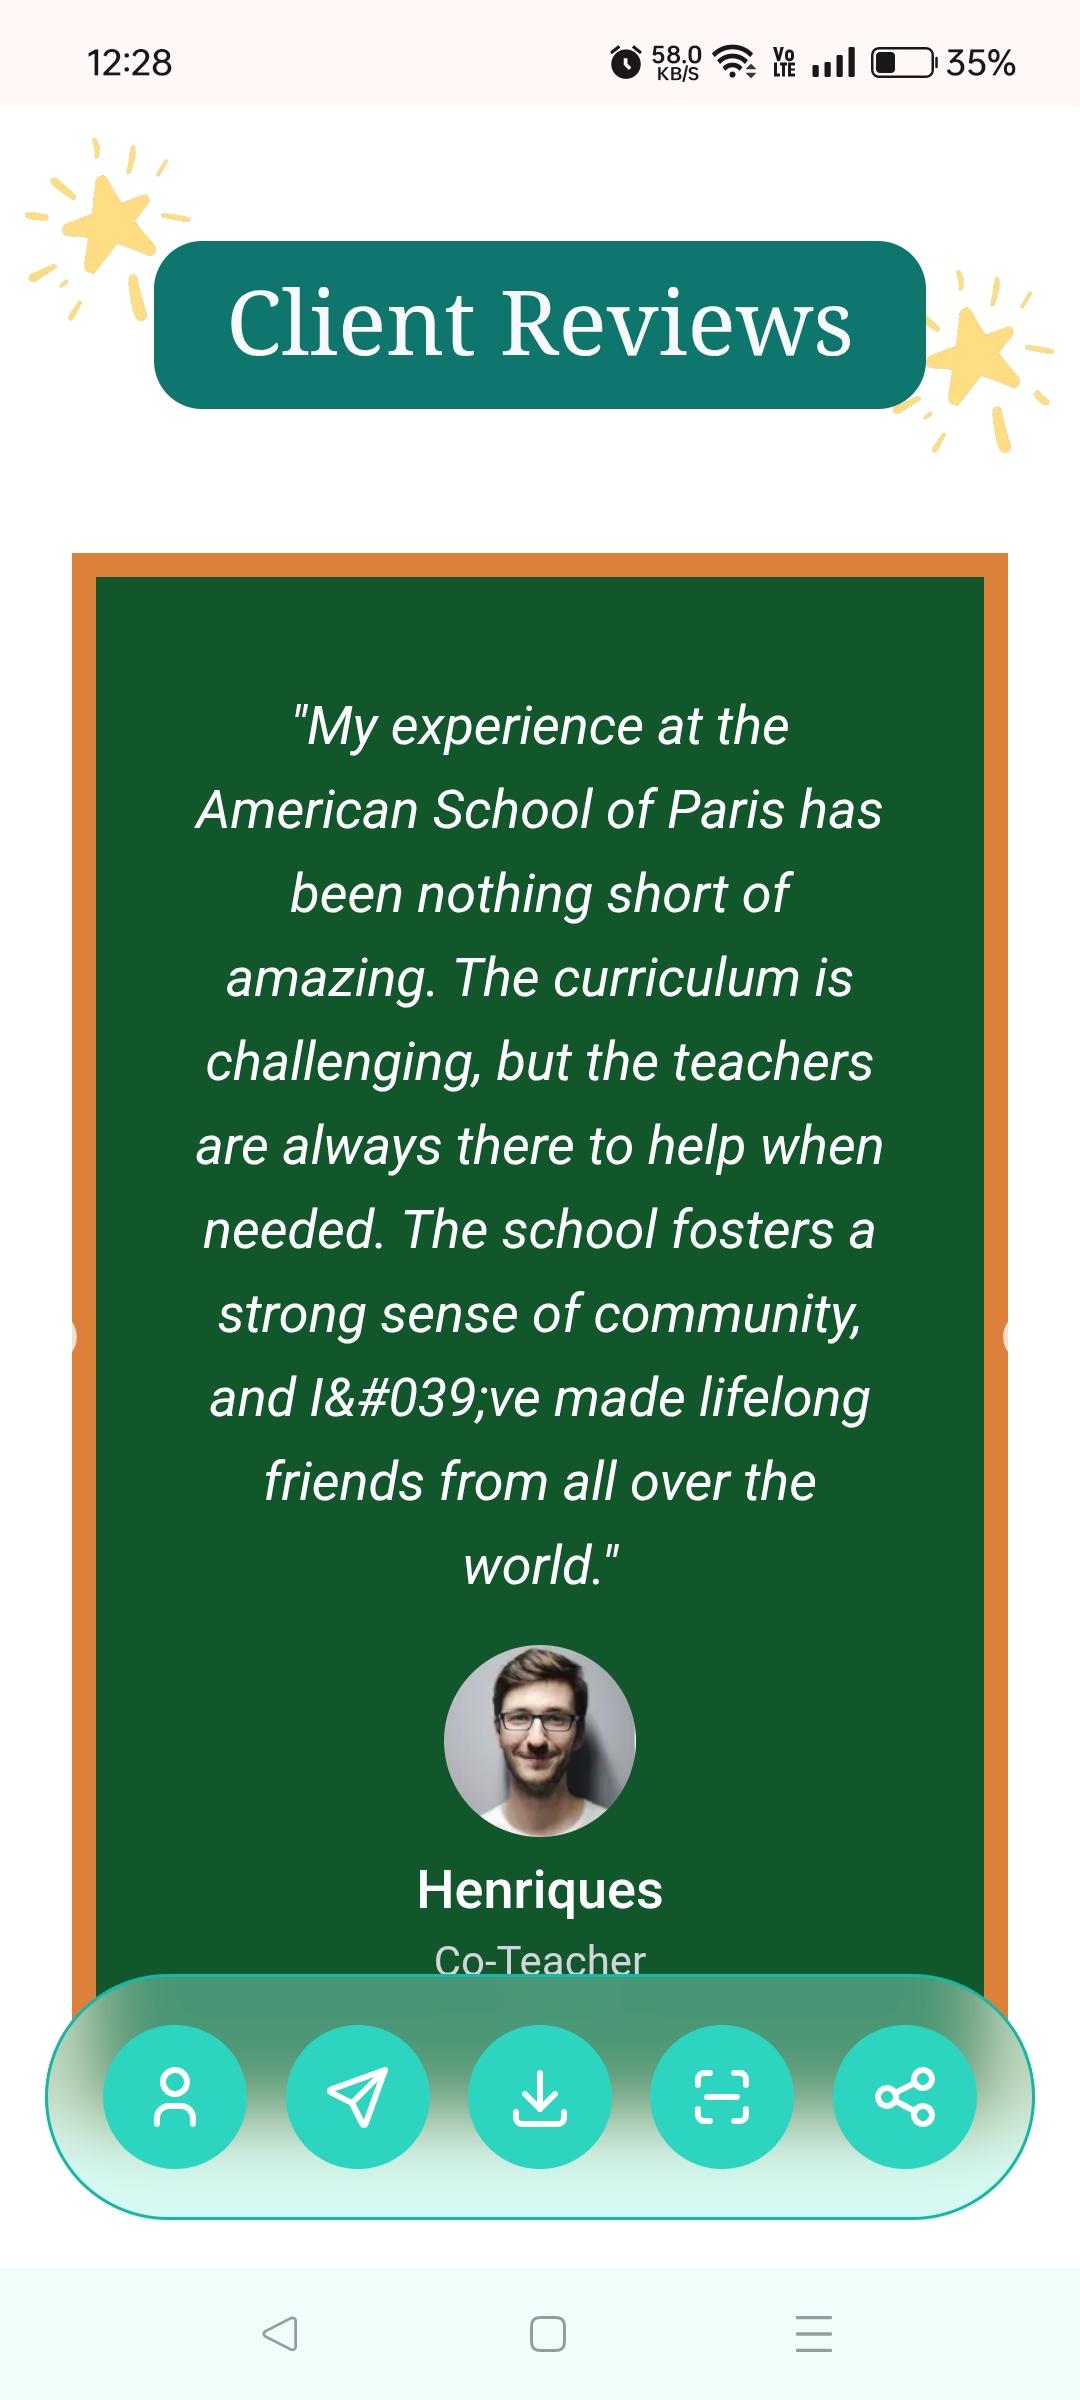 12:28
58.0
KB/S
Vo
LTE
35%
Client Reviews
"My experience at the
American School of Paris has
been nothing short of
amazing. The curriculum is
challenging, but the teachers
are always there to help when
needed. The school fosters a
strong sense of community,
and I&#039;ve made lifelong
friends from all over the
world."
Henriques
Co-Teacher